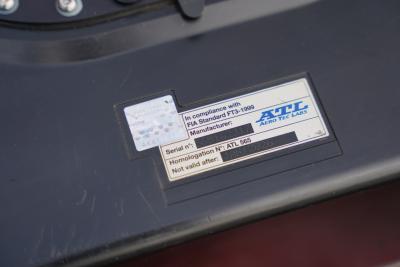 In compliance with
FIA Standard FT3-1999
Manufacturer:
ATL
AERO TEC LABS
Serial n°:
Homologation N°: ATL 565
Not valid after: